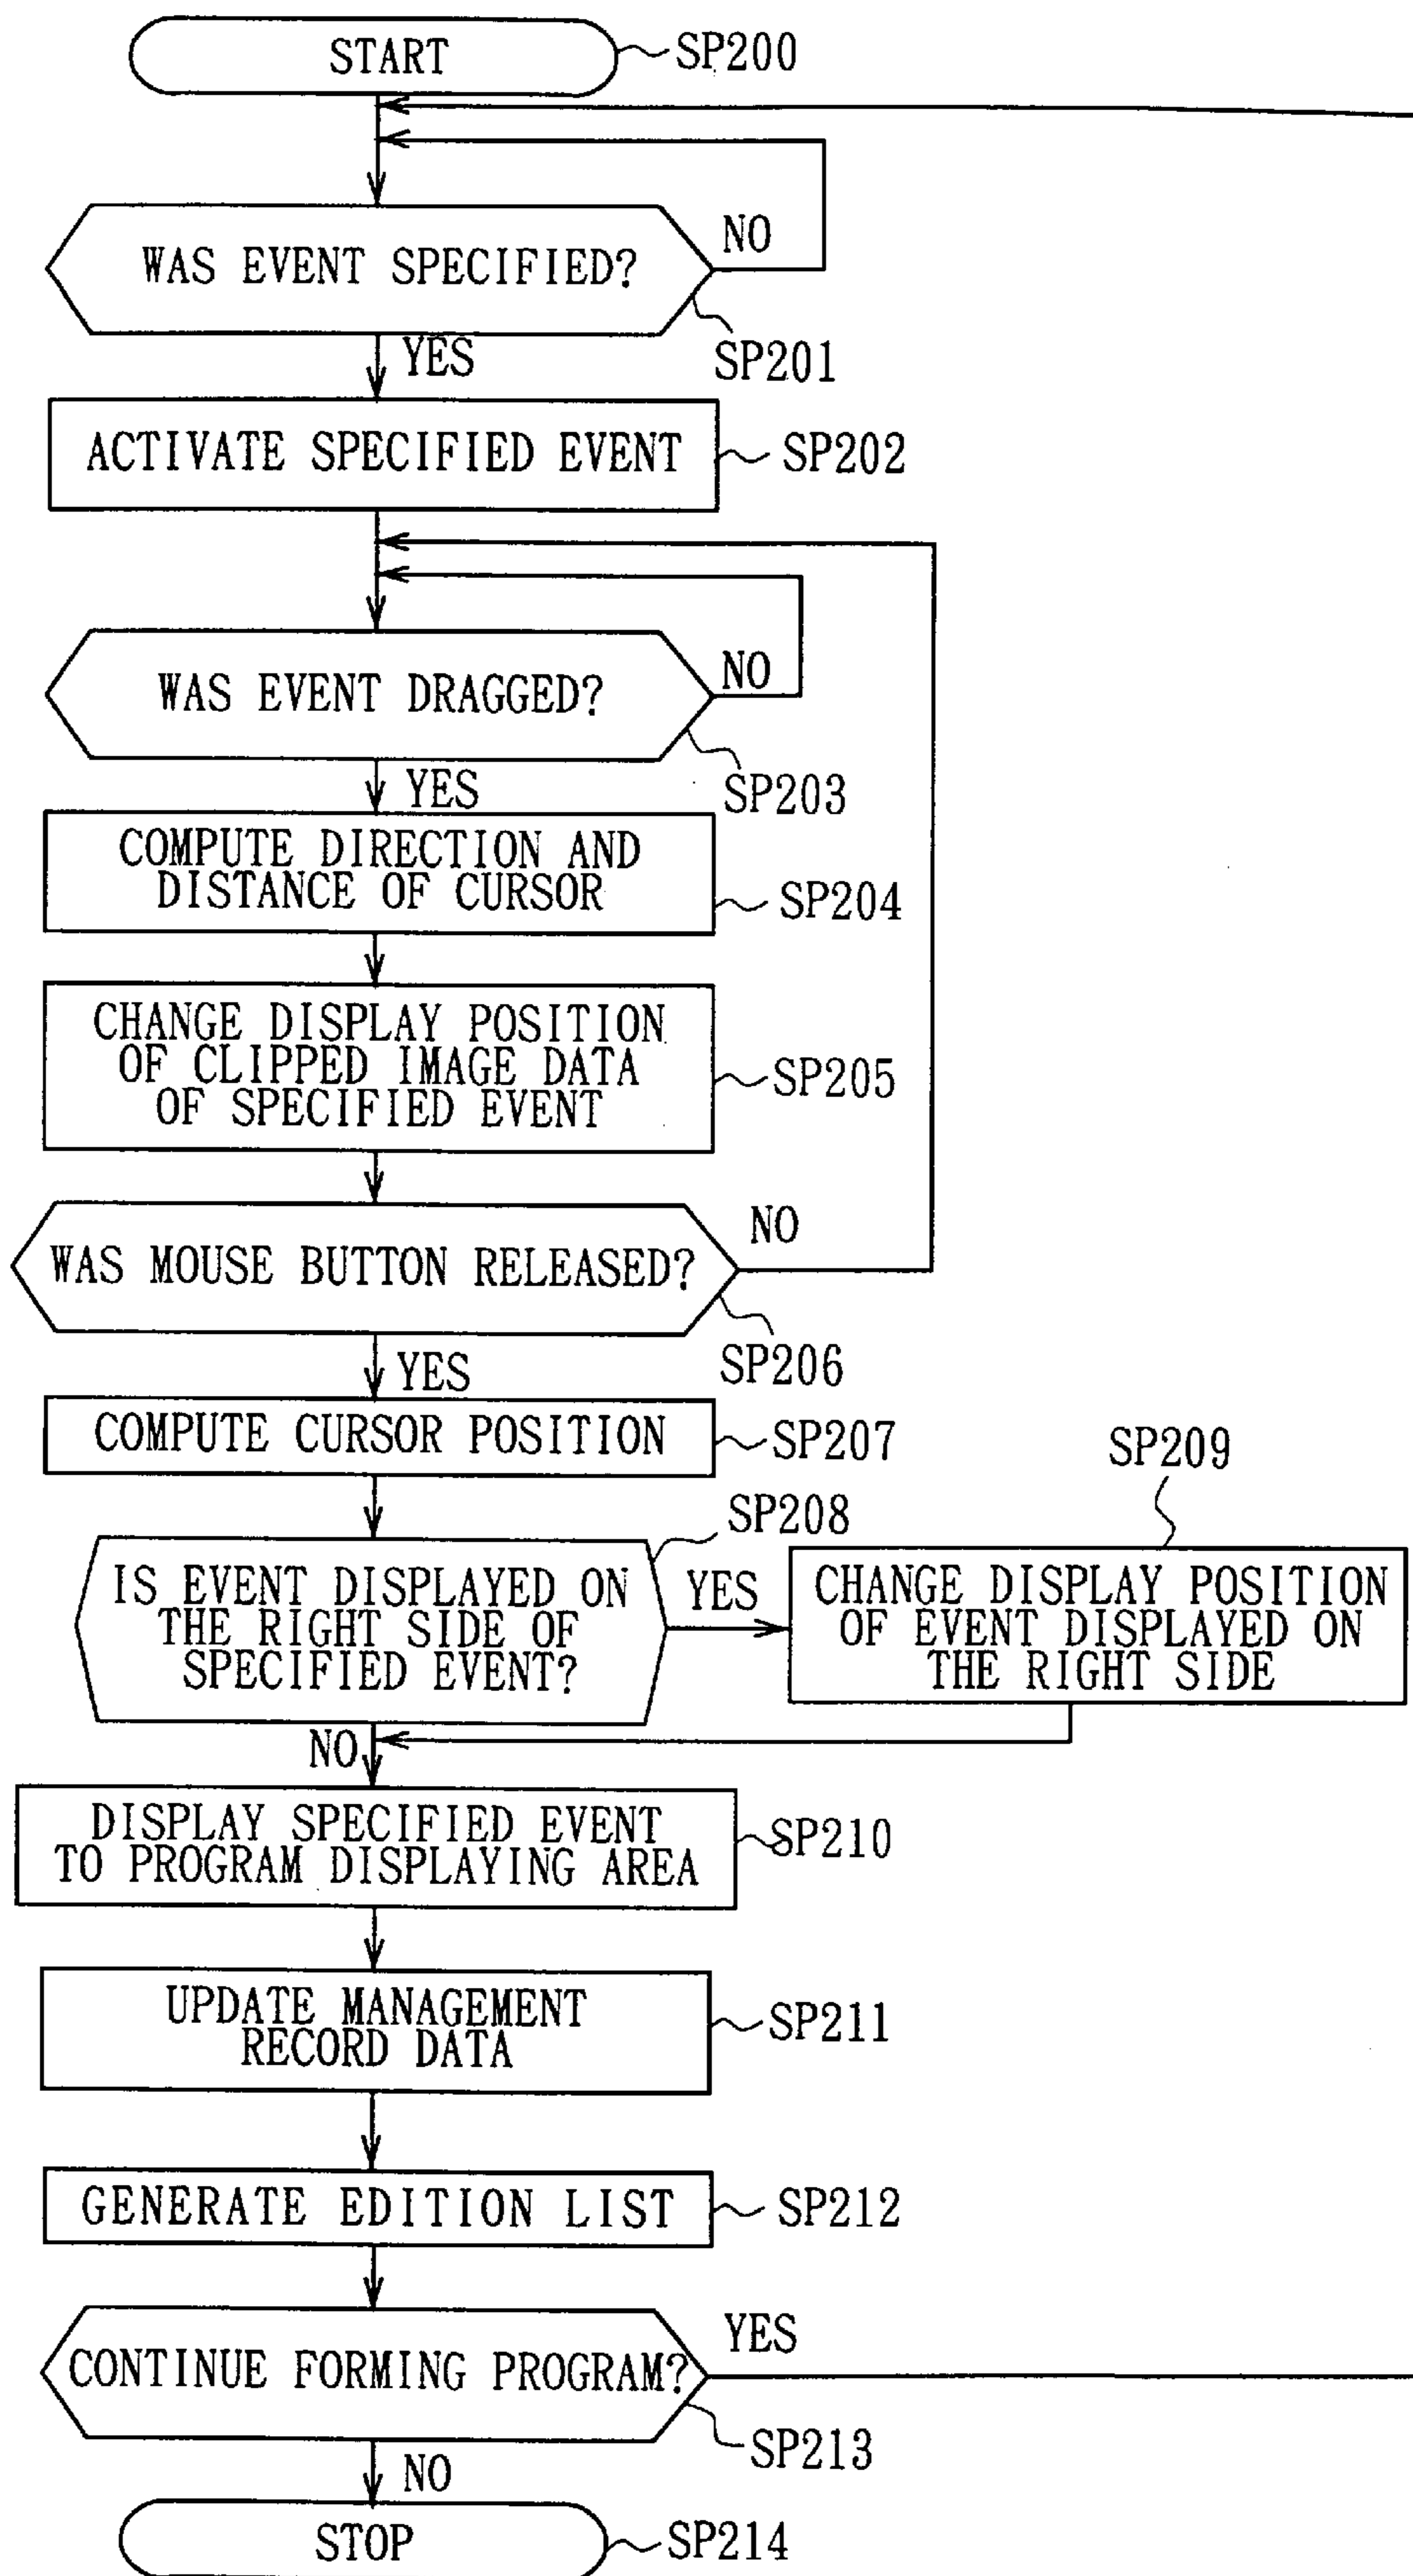 START
SP200
WAS EVENT SPECIFIED?
NO
SP201
YES
ACTIVATE SPECIFIED EVENT
SP202
WAS EVENT DRAGGED?
NO
SP203
YES
COMPUTE DIRECTION AND
DISTANCE OF CURSOR
SP204
CHANGE DISPLAY POSITION
OF CLIPPED IMAGE DATA
OF SPECIFIED EVENT
SP205
WAS MOUSE BUTTON RELEASED?
NO
SP206
YES
COMPUTE CURSOR POSITION
SP207
SP208
IS EVENT DISPLAYED ON
THE RIGHT SIDE OF
SPECIFIED EVENT?
YES
SP209
CHANGE DISPLAY POSITION
OF EVENT DISPLAYED ON
THE RIGHT SIDE
NO
DISPLAY SPECIFIED EVENT
TO PROGRAM DISPLAYING AREA
SP210
UPDATE MANAGEMENT
RECORD DATA
SP211
GENERATE EDITION LIST
SP212
CONTINUE FORMING PROGRAM?
YES
SP213
NO
STOP
SP214